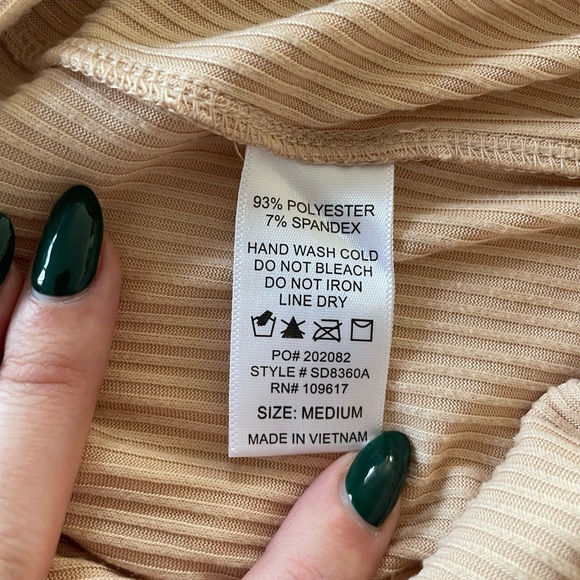 93% POLYESTER
7% SPANDEX
HAND WASH COLD
DO NOT BLEACH
DO NOT IRON
LINE DRY
PO# 202082
STYLE # SD8360A
RN# 109617
SIZE: MEDIUM
MADE IN VIETNAM